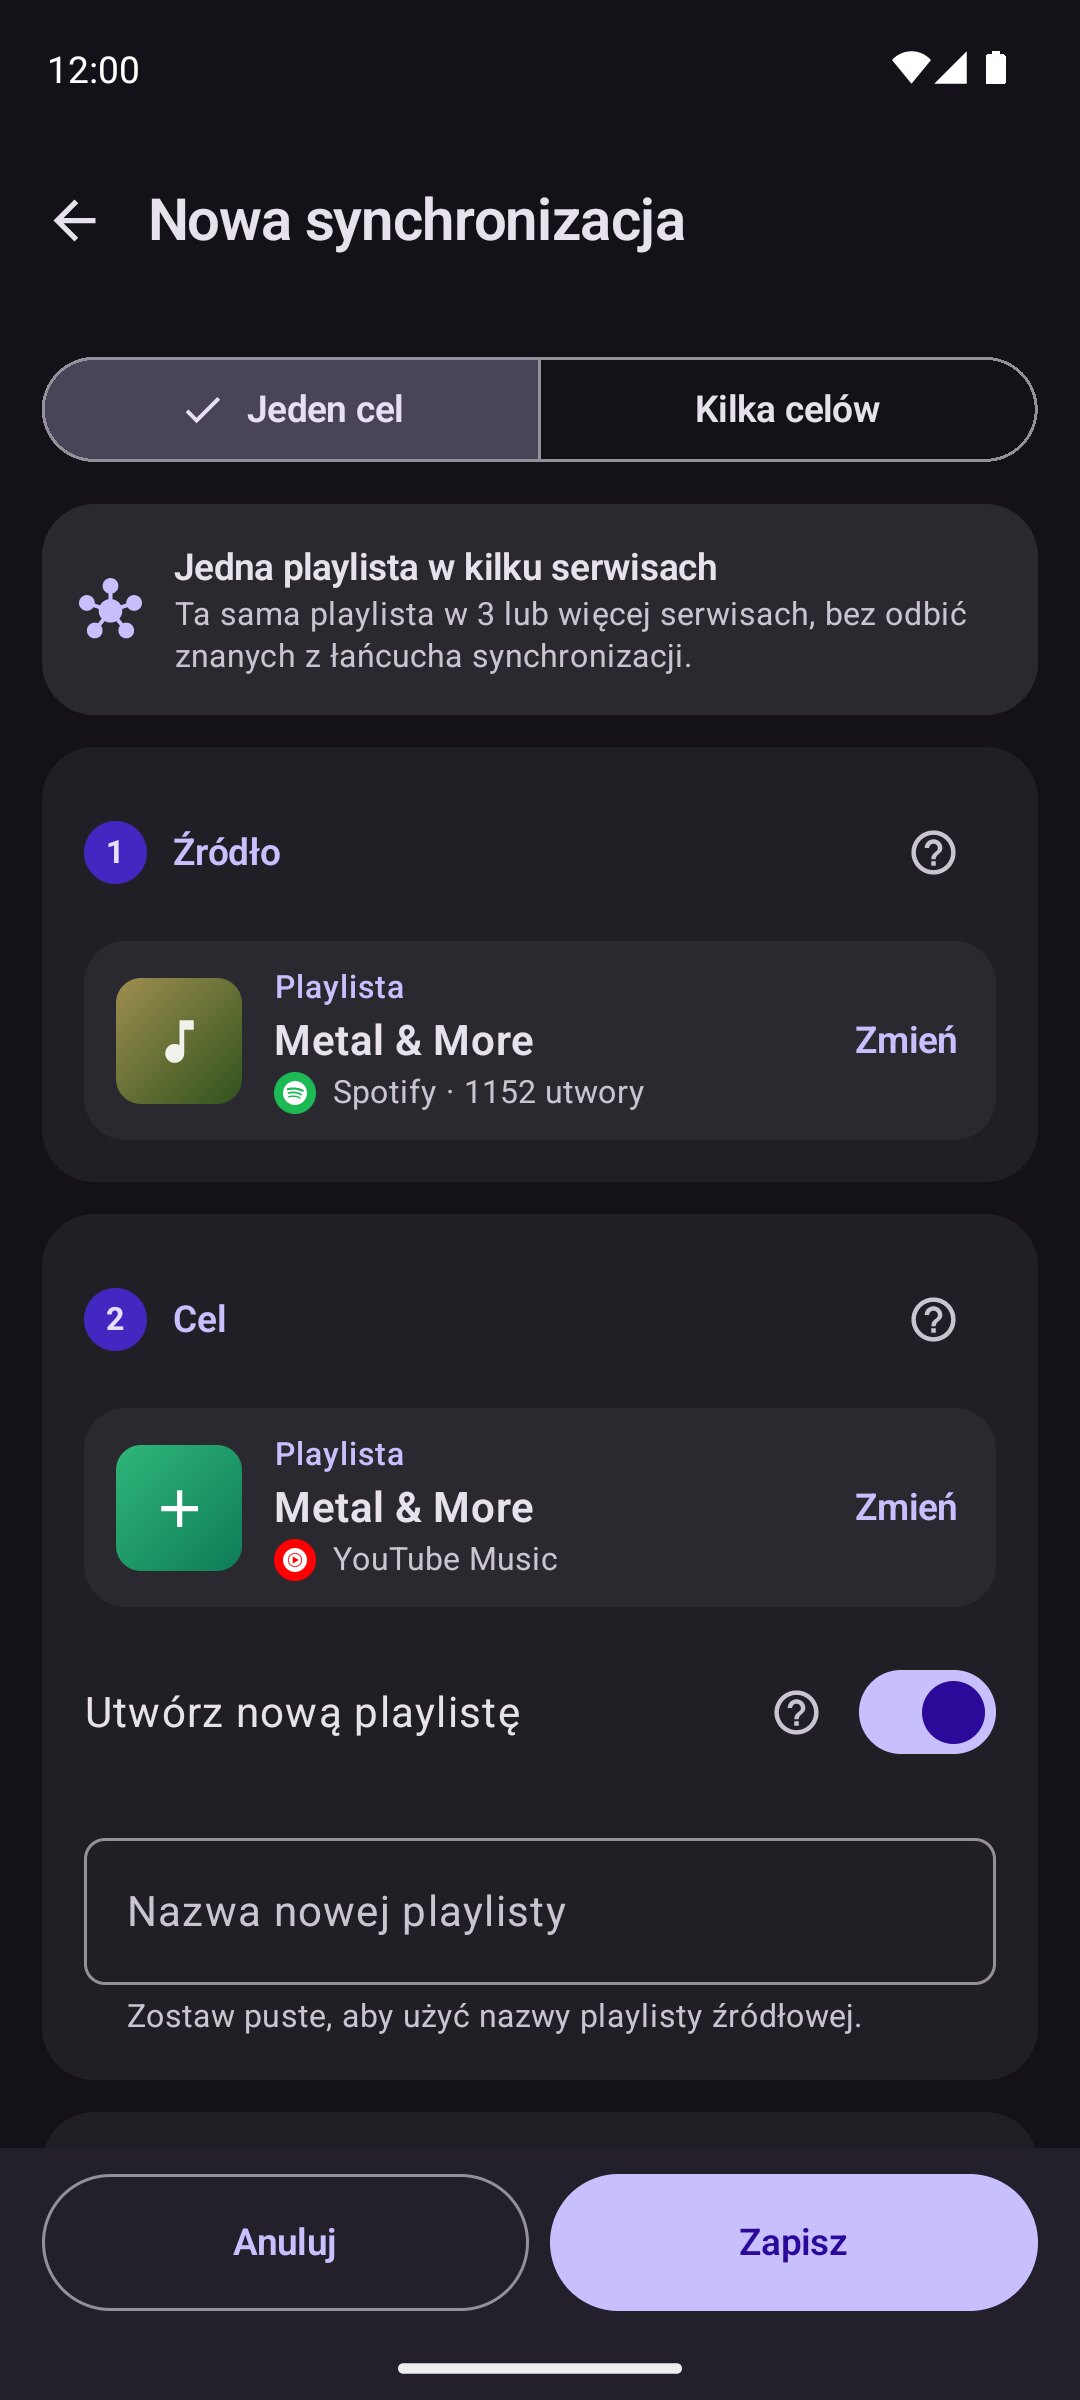 12:00
Nowa synchronizacja
Jeden cel
Kilka celów
Jedna playlista w kilku serwisach
Ta sama playlista w 3 lub więcej serwisach, bez odbić
znanych z łańcucha synchronizacji.
1 Źródło
Playlista
Metal & More
Zmień
Spotify · 1152 utwory
2 Cel
Playlista
Metal & More
Zmień
YouTube Music
Utwórz nową playlistę
Nazwa nowej playlisty
Zostaw puste, aby użyć nazwy playlisty źródłowej.
Anuluj
Zapisz